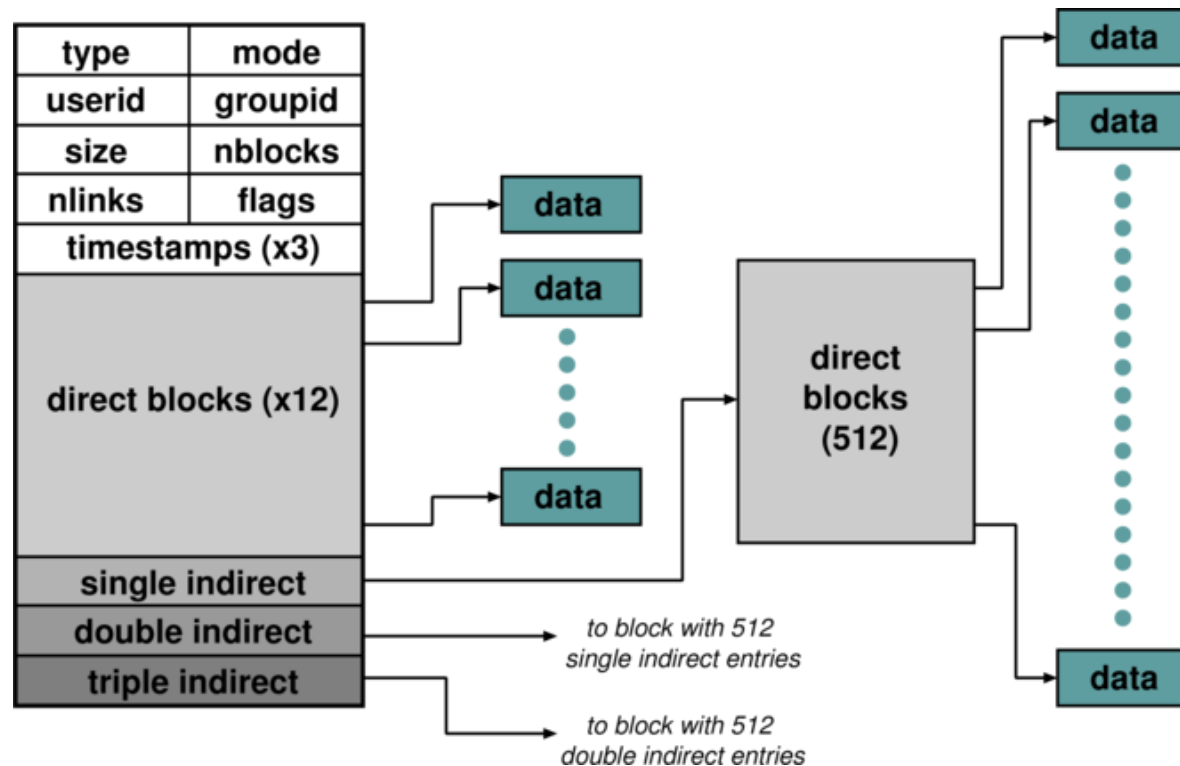 type mode
userid groupid
size nblocks
nlinks flags
timestamps (x3)
direct blocks (x12)
single indirect
double indirect
triple indirect
data
data
data
to block with 512
single indirect entries
to block with 512
double indirect entries
direct
blocks
(512)
data
data
data